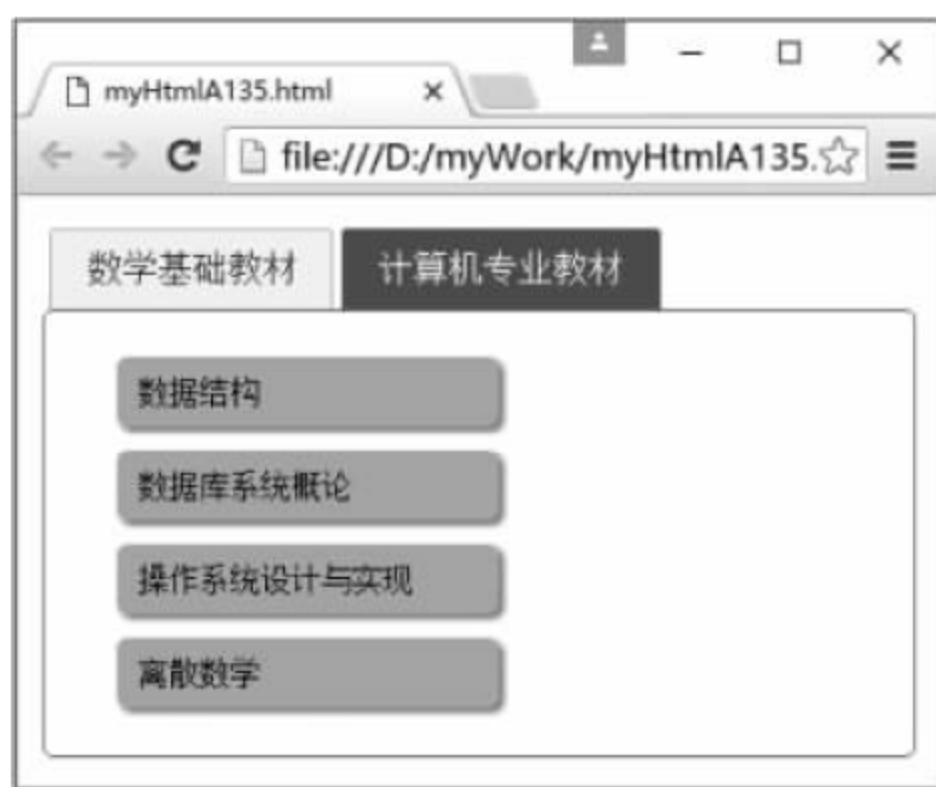 myHtmlA135.html
file:///D:/myWork/myHtmlA135.
数学基础教材
计算机专业教材
数据结构
数据库系统概论
操作系统设计与实现
离散数学